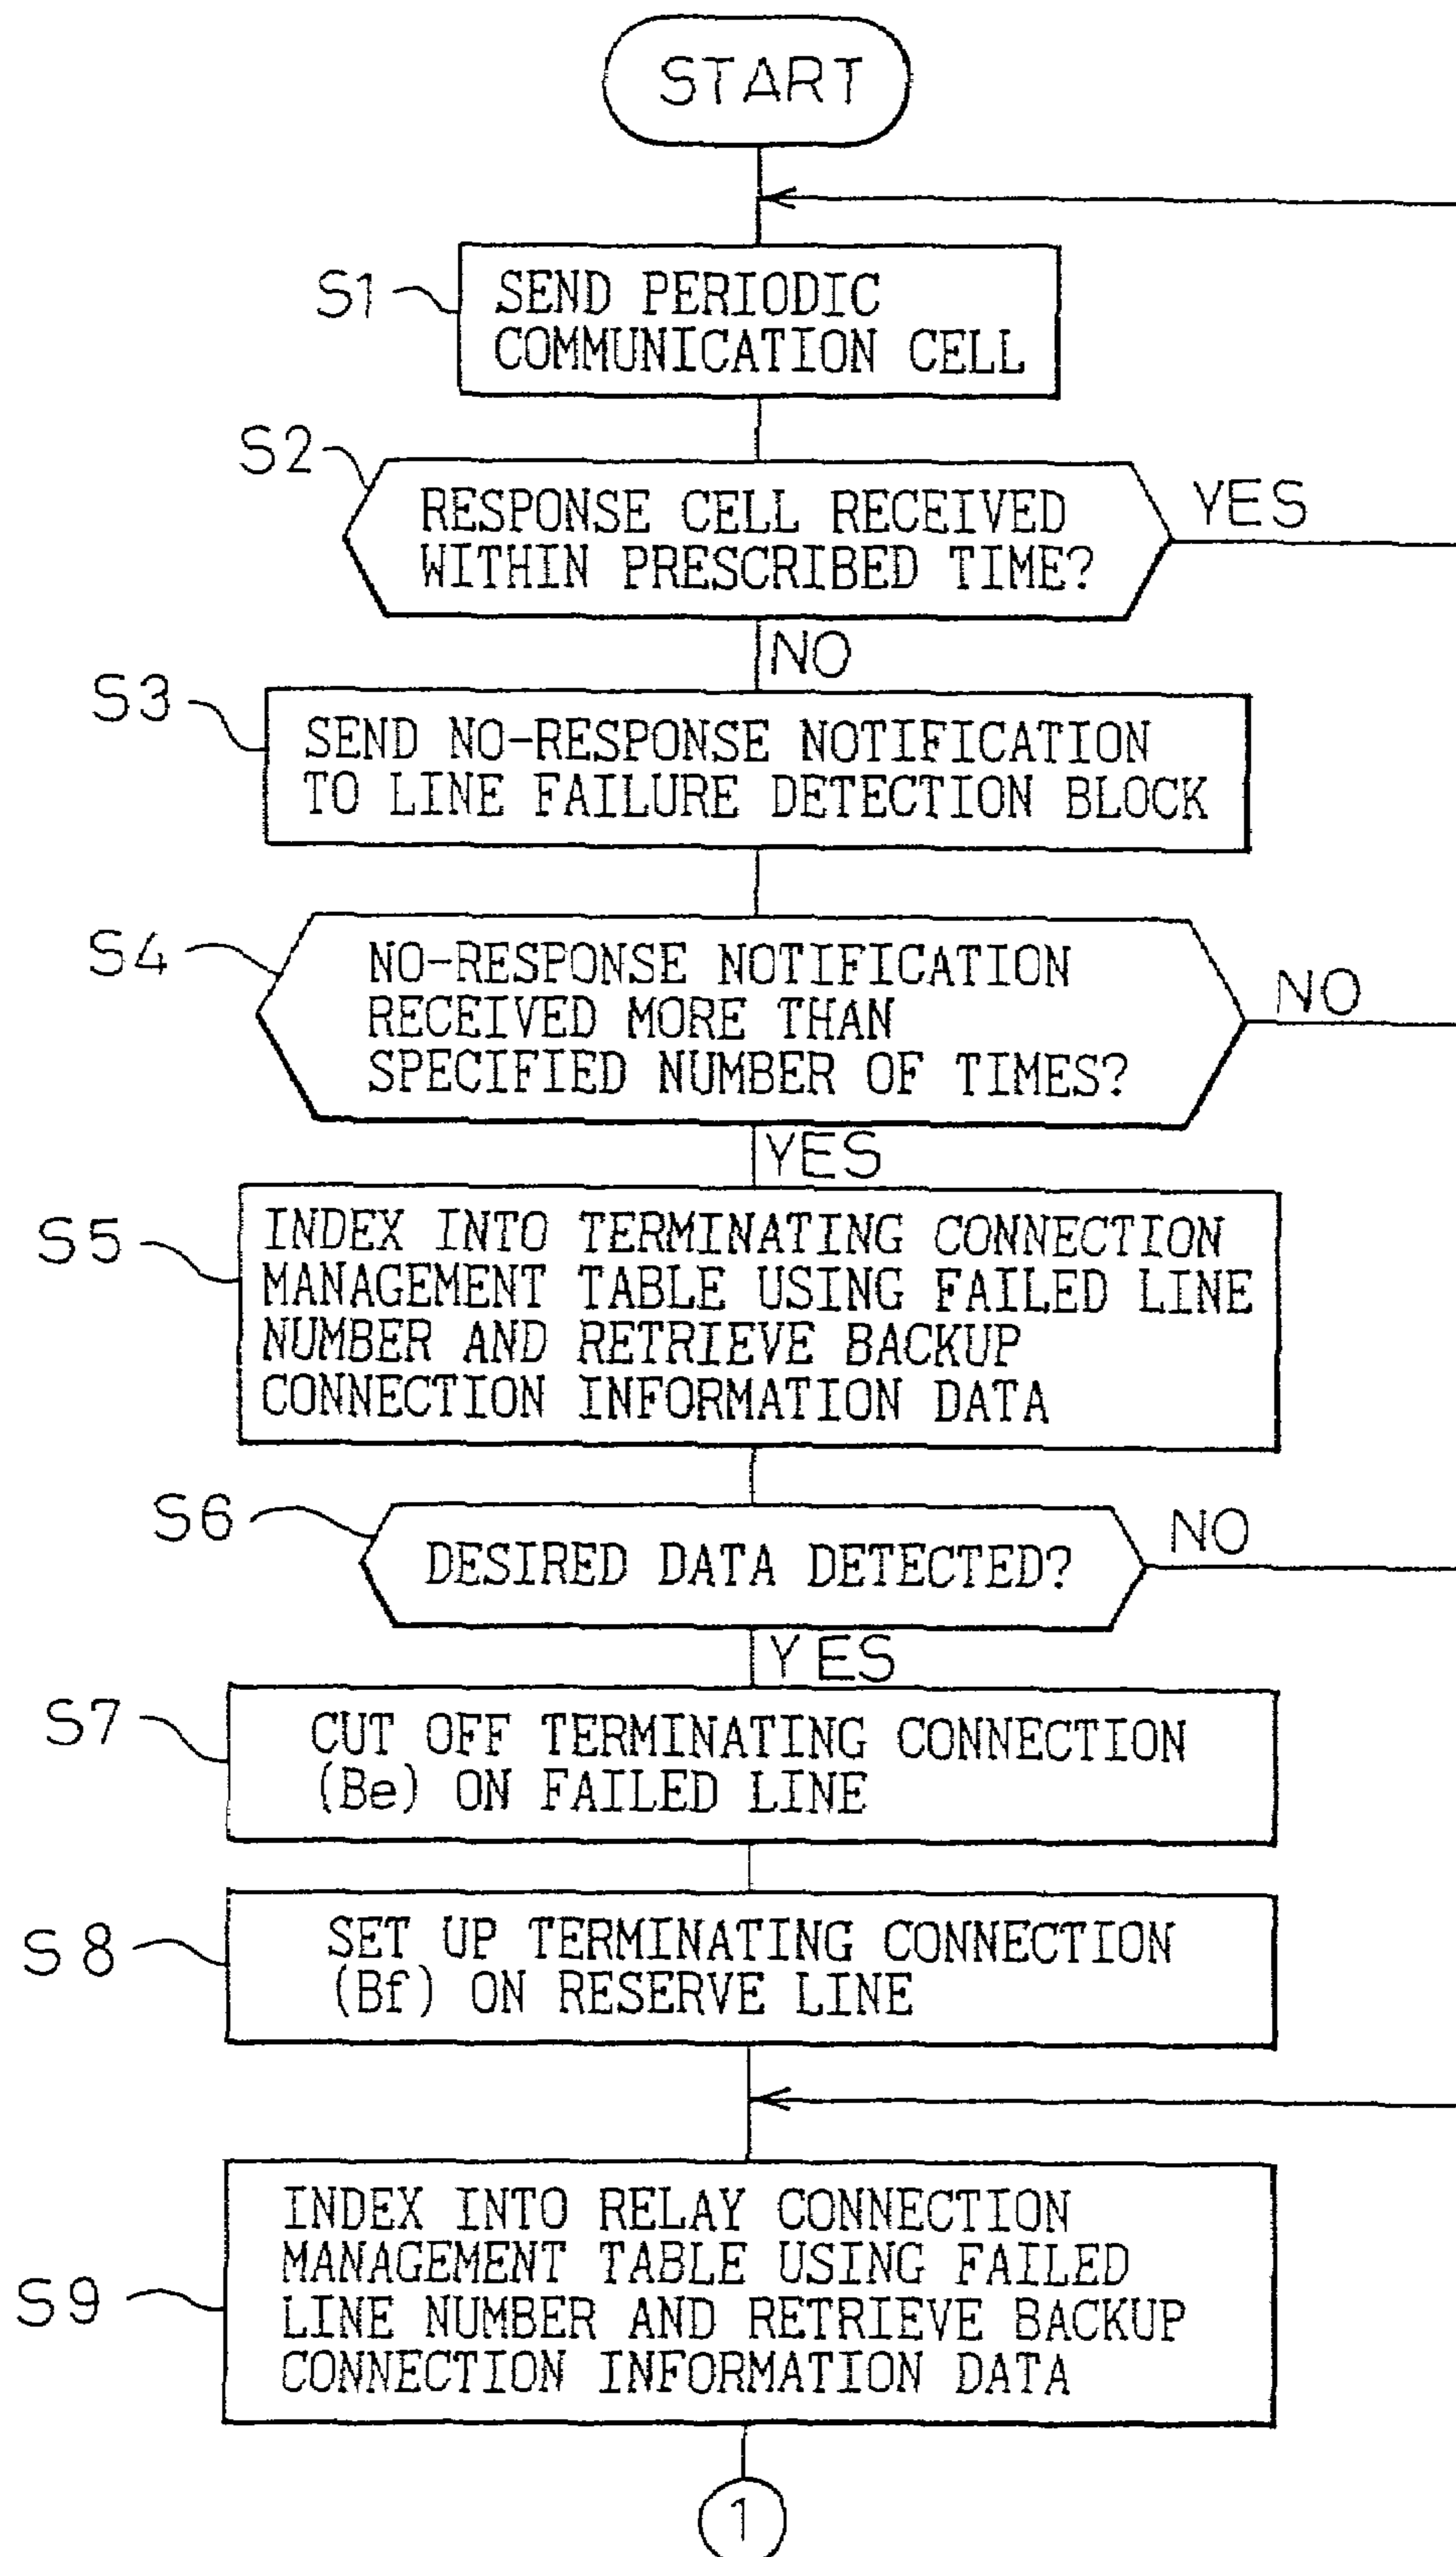 START
S1
SEND PERIODIC
COMMUNICATION CELL
S2
RESPONSE CELL RECEIVED
WITHIN PRESCRIBED TIME?
YES
NO
S3
SEND NO-RESPONSE NOTIFICATION
TO LINE FAILURE DETECTION BLOCK
S4
NO-RESPONSE NOTIFICATION
RECEIVED MORE THAN
SPECIFIED NUMBER OF TIMES?
NO
YES
S5
INDEX INTO TERMINATING CONNECTION
MANAGEMENT TABLE USING FAILED LINE
NUMBER AND RETRIEVE BACKUP
CONNECTION INFORMATION DATA
S6
DESIRED DATA DETECTED?
NO
YES
S7
CUT OFF TERMINATING CONNECTION
(Be) ON FAILED LINE
S8
SET UP TERMINATING CONNECTION
(Bf) ON RESERVE LINE
S9
INDEX INTO RELAY CONNECTION
MANAGEMENT TABLE USING FAILED
LINE NUMBER AND RETRIEVE BACKUP
CONNECTION INFORMATION DATA
1